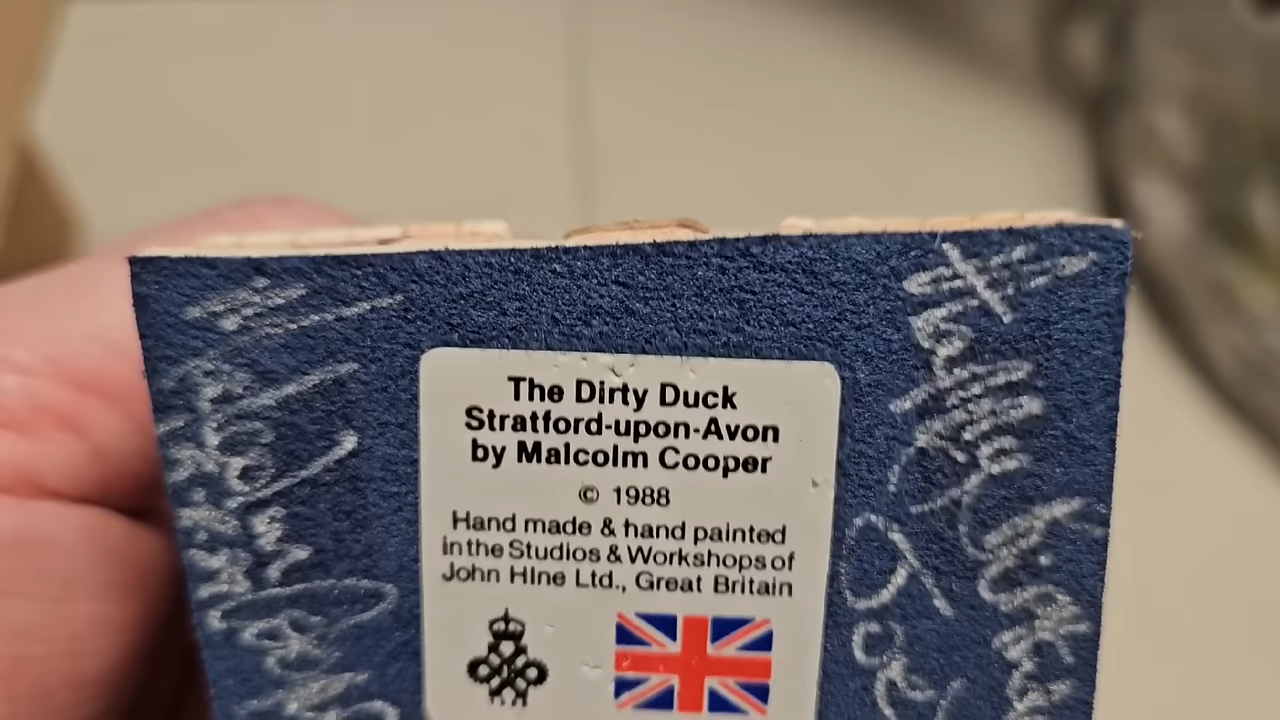 The Dirty Duck
Stratford-upon-Avon
by Malcolm Cooper
© 1988
Hand made & hand painted
in the Studios & Workshops of
John HIne Ltd., Great Britain
Happy